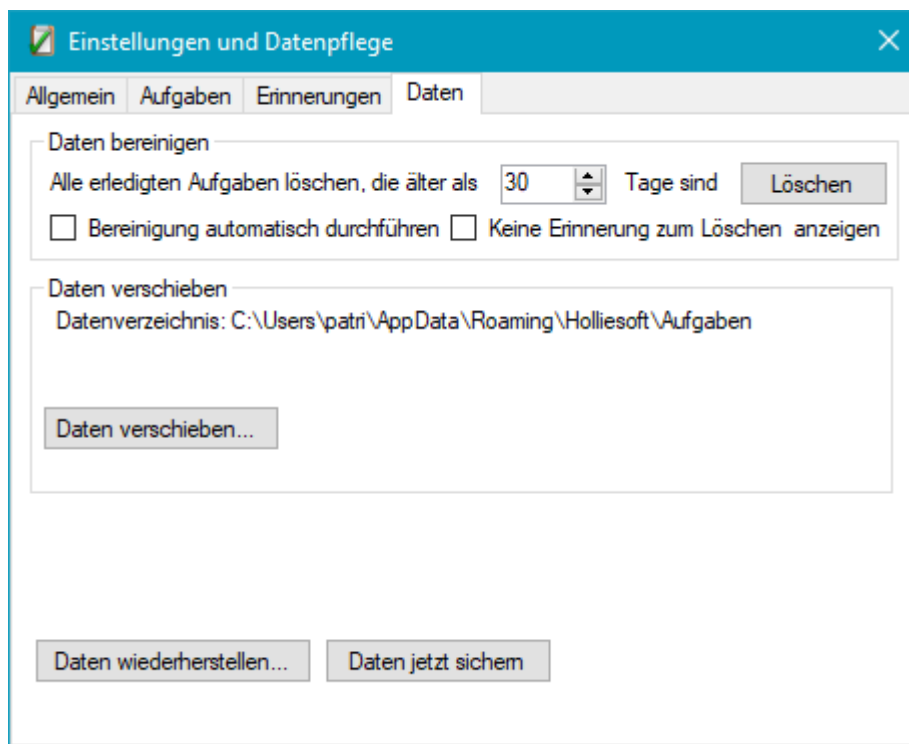 Einstellungen und Datenpflege
Allgemein Aufgaben Erinnerungen Daten
Daten bereinigen
Alle erledigten Aufgaben löschen, die älter als 30 Tage sind Löschen
Bereinigung automatisch durchführen Keine Erinnerung zum Löschen anzeigen
Daten verschieben
Datenverzeichnis: C:\Users\patri\AppData\Roaming\Holliesoft\Aufgaben
Daten verschieben...
Daten wiederherstellen... Daten jetzt sichern